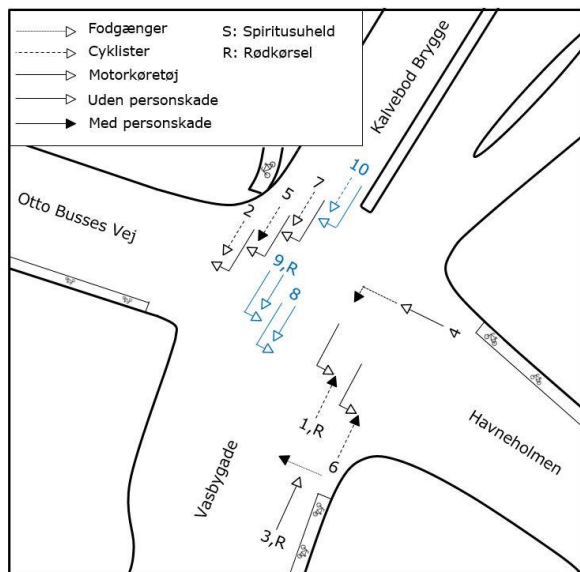 Fodgænger
S: Spiritusuheld
Cyklister
R: Rødkørsel
Motorkøretøj
Uden personskade
Med personskade
Kalvebod Brygge
Otto Busses Vej
10
7
5
2
9,R
8
4
1,R
6
3,R
Vasbygade
Havneholmen